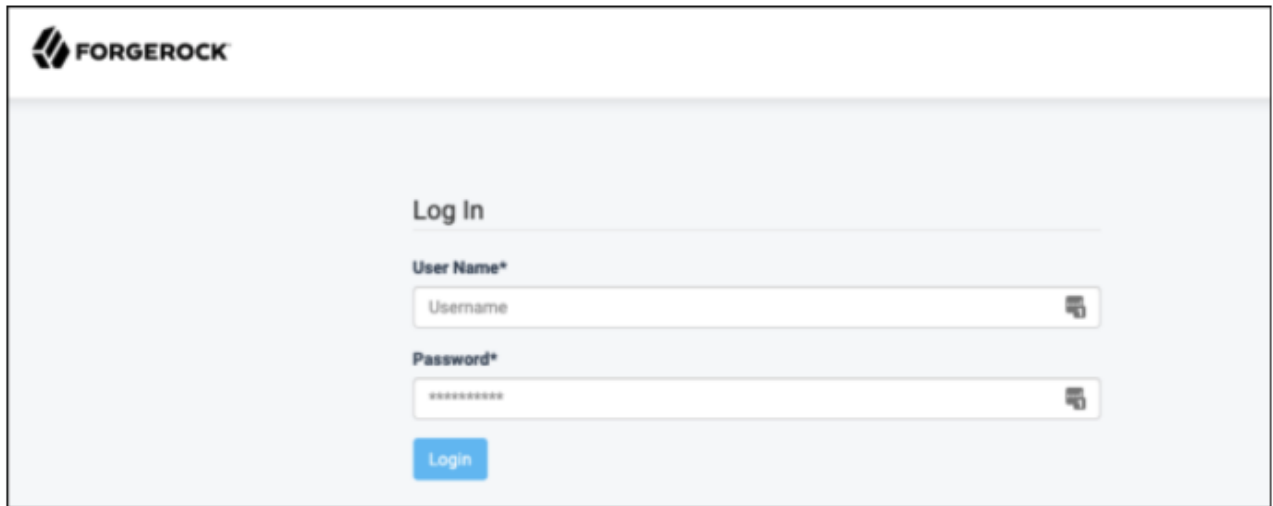 FORGEROCK
Log In
User Name*
Username
Password*
**********
Login